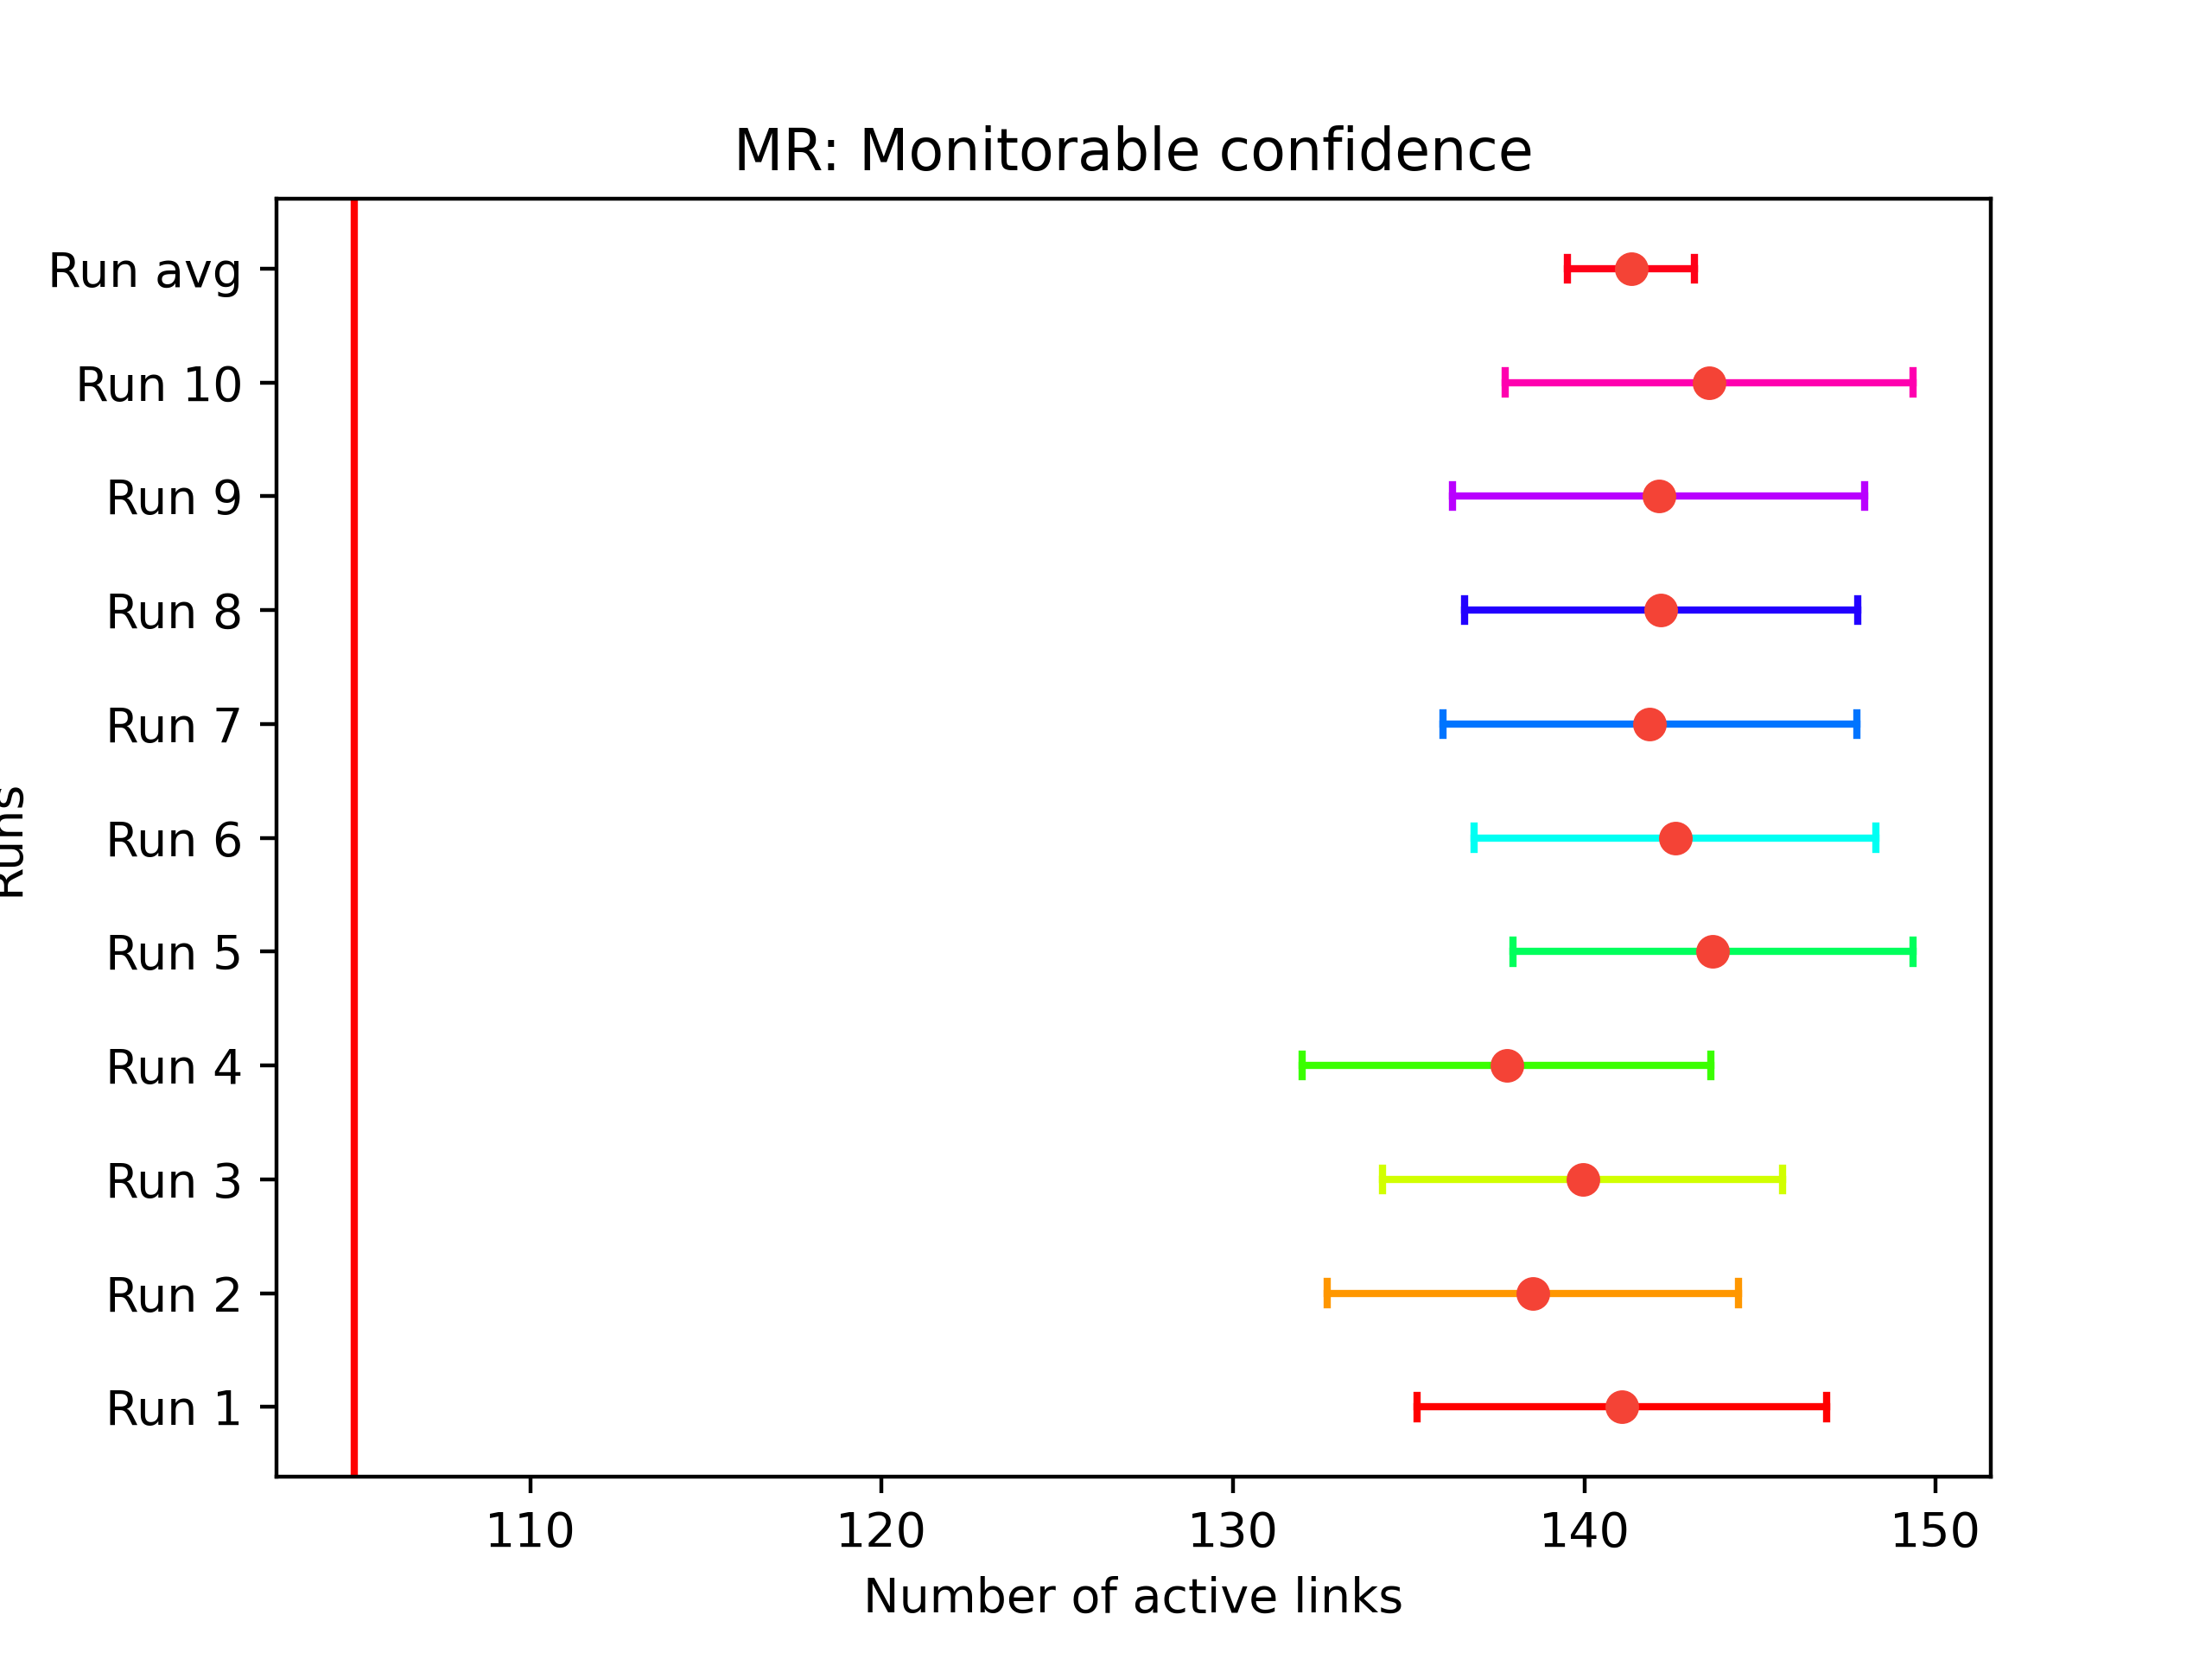 MR: Monitorable confidence
Run avg
Run 10
Run 9
Run 8
Run 7
Run 6
Run 5
Run 4
Run 3
Run 2
Run 1
Runs
110 120 130 140 150
Number of active links